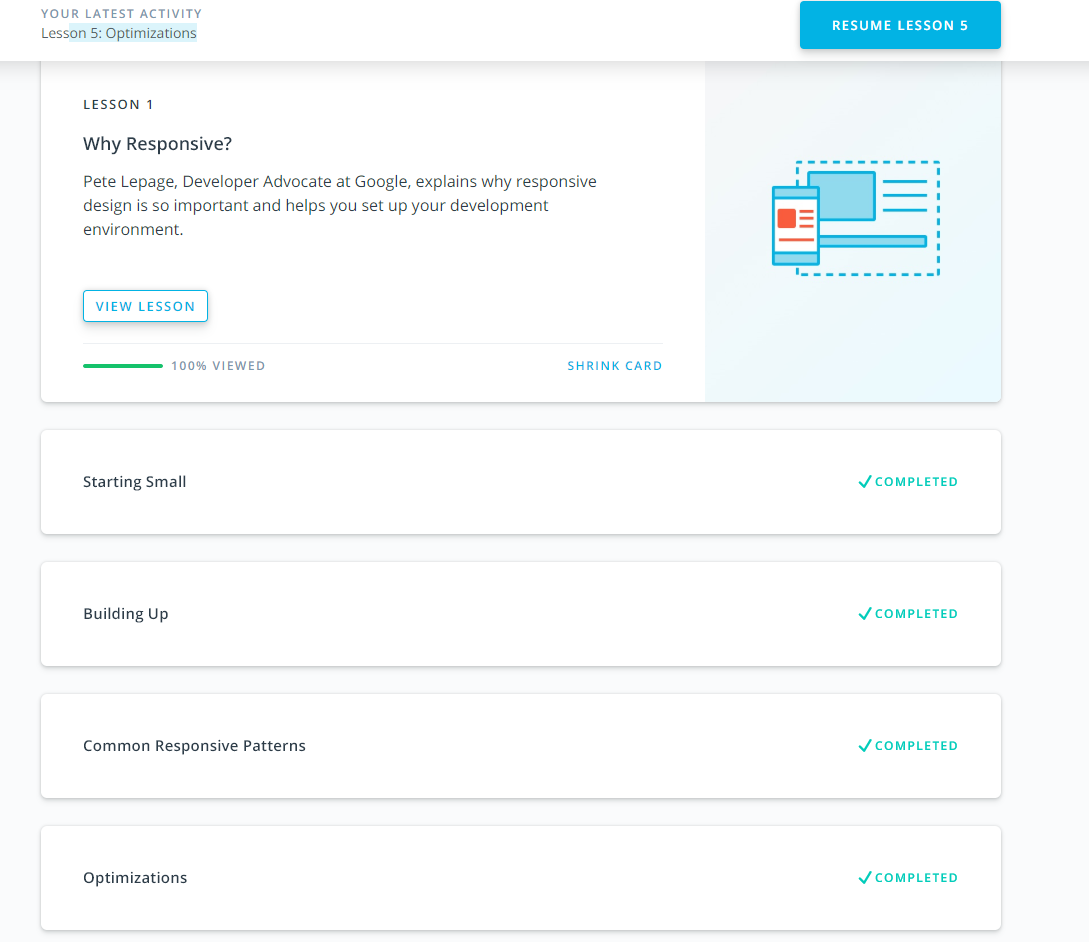 YOUR LATEST ACTIVITY
Lesson 5: Optimizations
RESUME LESSON 5
LESSON 1
Why Responsive?
Pete Lepage, Developer Advocate at Google, explains why responsive
design is so important and helps you set up your development
environment.
VIEW LESSON
100% VIEWED
SHRINK CARD
Starting Small
COMPLETED
Building Up
COMPLETED
Common Responsive Patterns
COMPLETED
Optimizations
COMPLETED